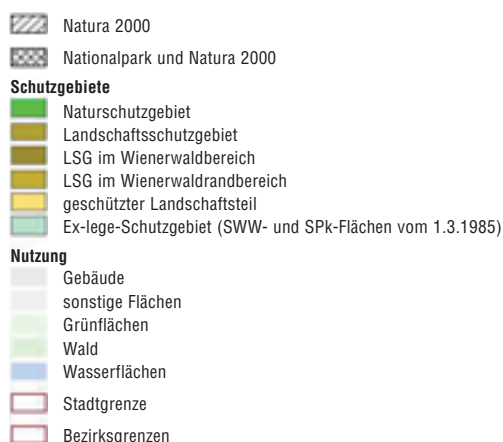 Natura 2000
Nationalpark und Natura 2000
Schutzgebiete
Naturschutzgebiet
Landschaftsschutzgebiet
LSG im Wienerwaldbereich
LSG im Wienerwaldrandbereich
geschützter Landschaftsteil
Ex-lege-Schutzgebiet (SWW- und SPk-Flächen vom 1.3.1985)
Nutzung
Gebäude
sonstige Flächen
Grünflächen
Wald
Wasserflächen
Stadtgrenze
Bezirksgrenzen